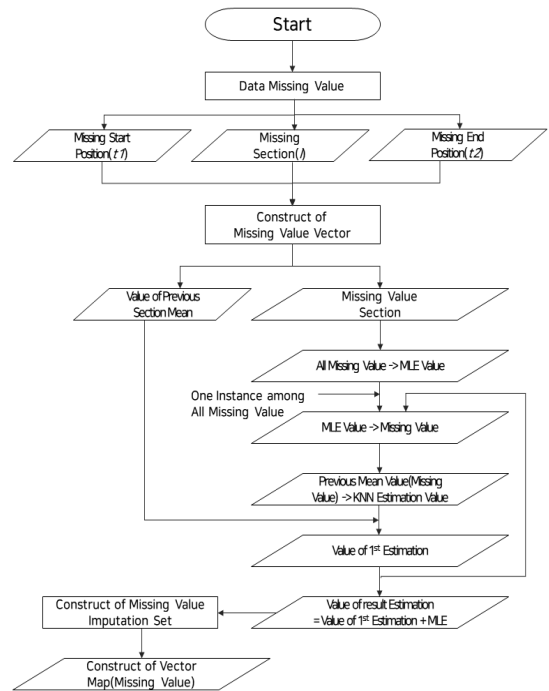 Start
Data Missing Value
Missing Start
Position(t1)
Missing
Section(l)
Missing End
Position(t2)
Construct of
Missing Value Vector
Value of Previous
Section Mean
Missing Value
Section
All Missing Value -> MLE Value
One Instance among
All Missing Value
MLE Value -> Missing Value
Previous Mean Value(Missing
Value) -> KNN Estimation Value
Value of 1st Estimation
Value of result Estimation
= Value of 1st Estimation + MLE
Construct of Missing Value
Imputation Set
Construct of Vector
Map(Missing Value)